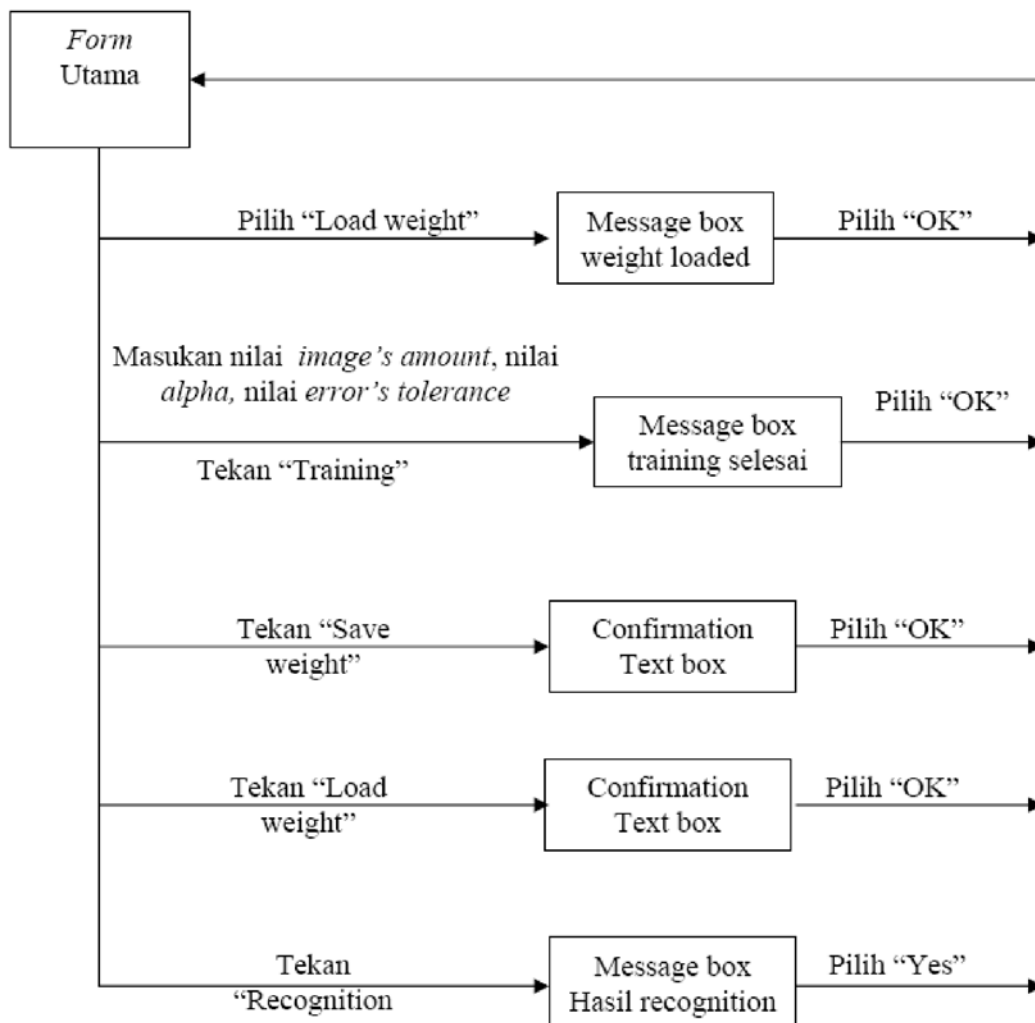 Form
Utama
Pilih “Load weight”
Message box
weight loaded
Pilih “OK”
Masukan nilai image’s amount, nilai
alpha, nilai error’s tolerance
Tekan “Training”
Message box
training selesai
Pilih “OK”
Tekan “Save
weight”
Confirmation
Text box
Pilih “OK”
Tekan “Load
weight”
Confirmation
Text box
Pilih “OK”
Tekan
“Recognition
Message box
Hasil recognition
Pilih “Yes”